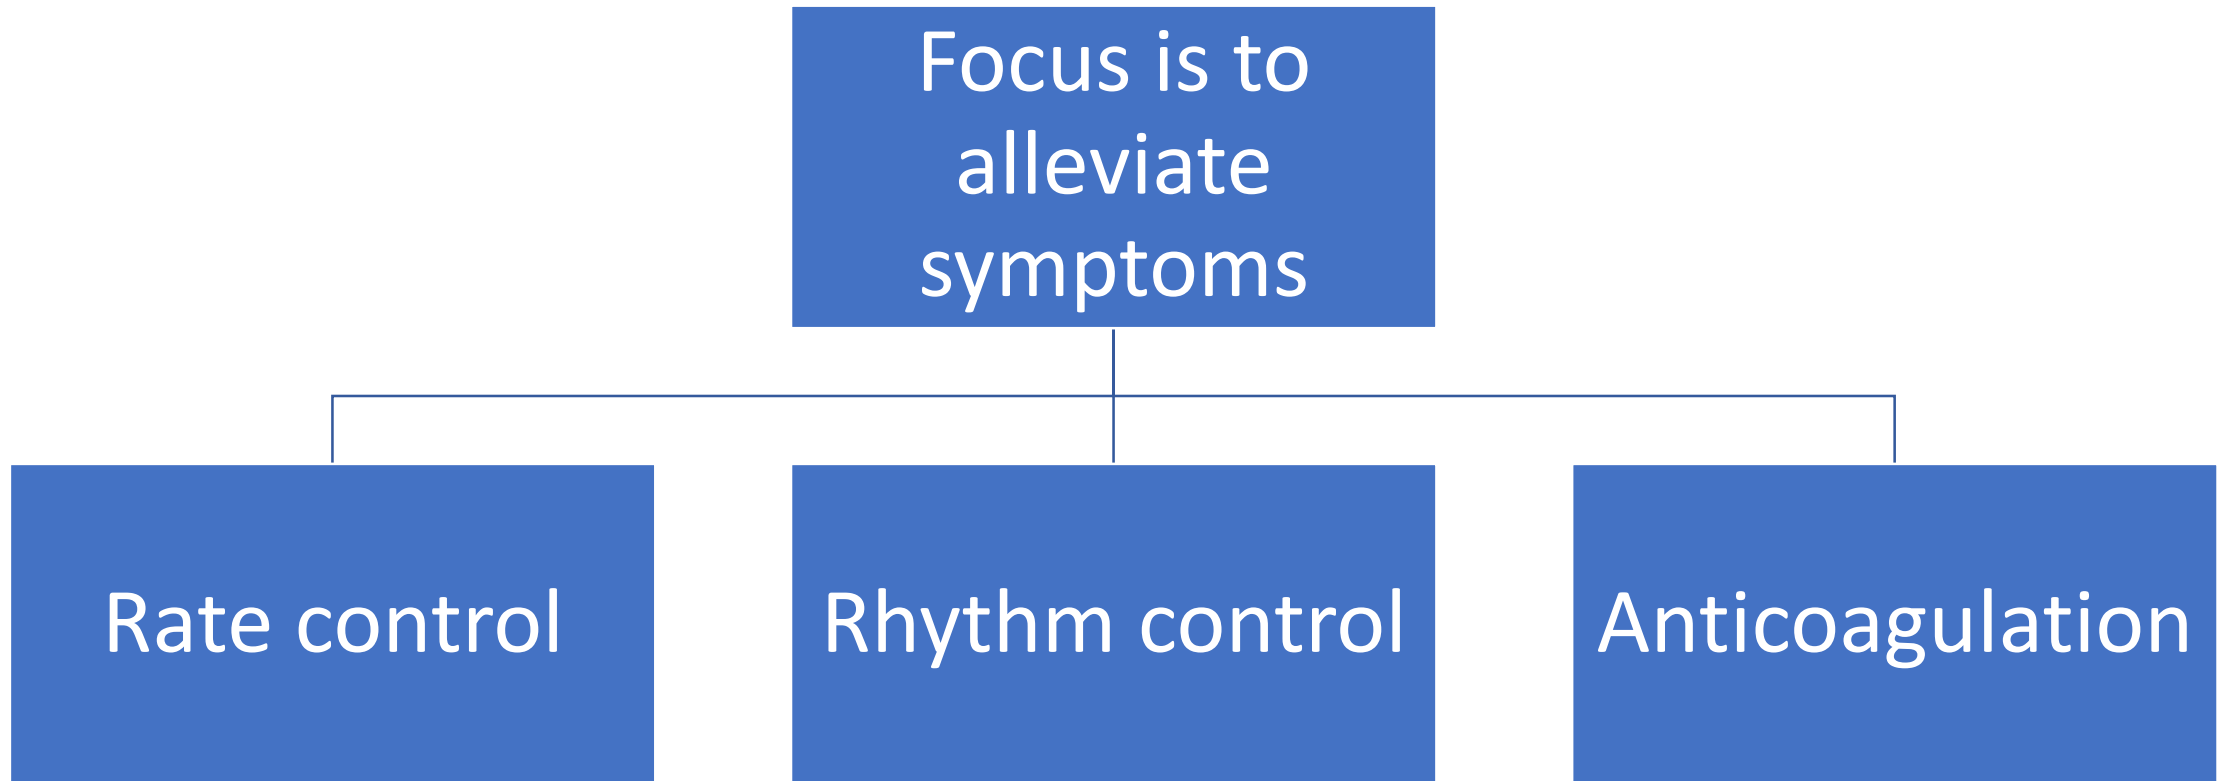 Focus is to
alleviate
symptoms
Rate control
Rhythm control
Anticoagulation